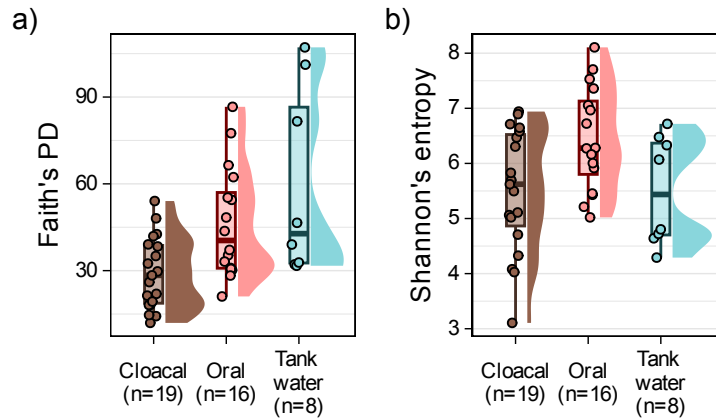 a)
Faith's PD
90
60
30
Cloacal
(n=19)
Oral
(n=16)
Tank
water
(n=8)
b)
Shannon's entropy
8
7
6
5
4
3
Cloacal
(n=19)
Oral
(n=16)
Tank
water
(n=8)